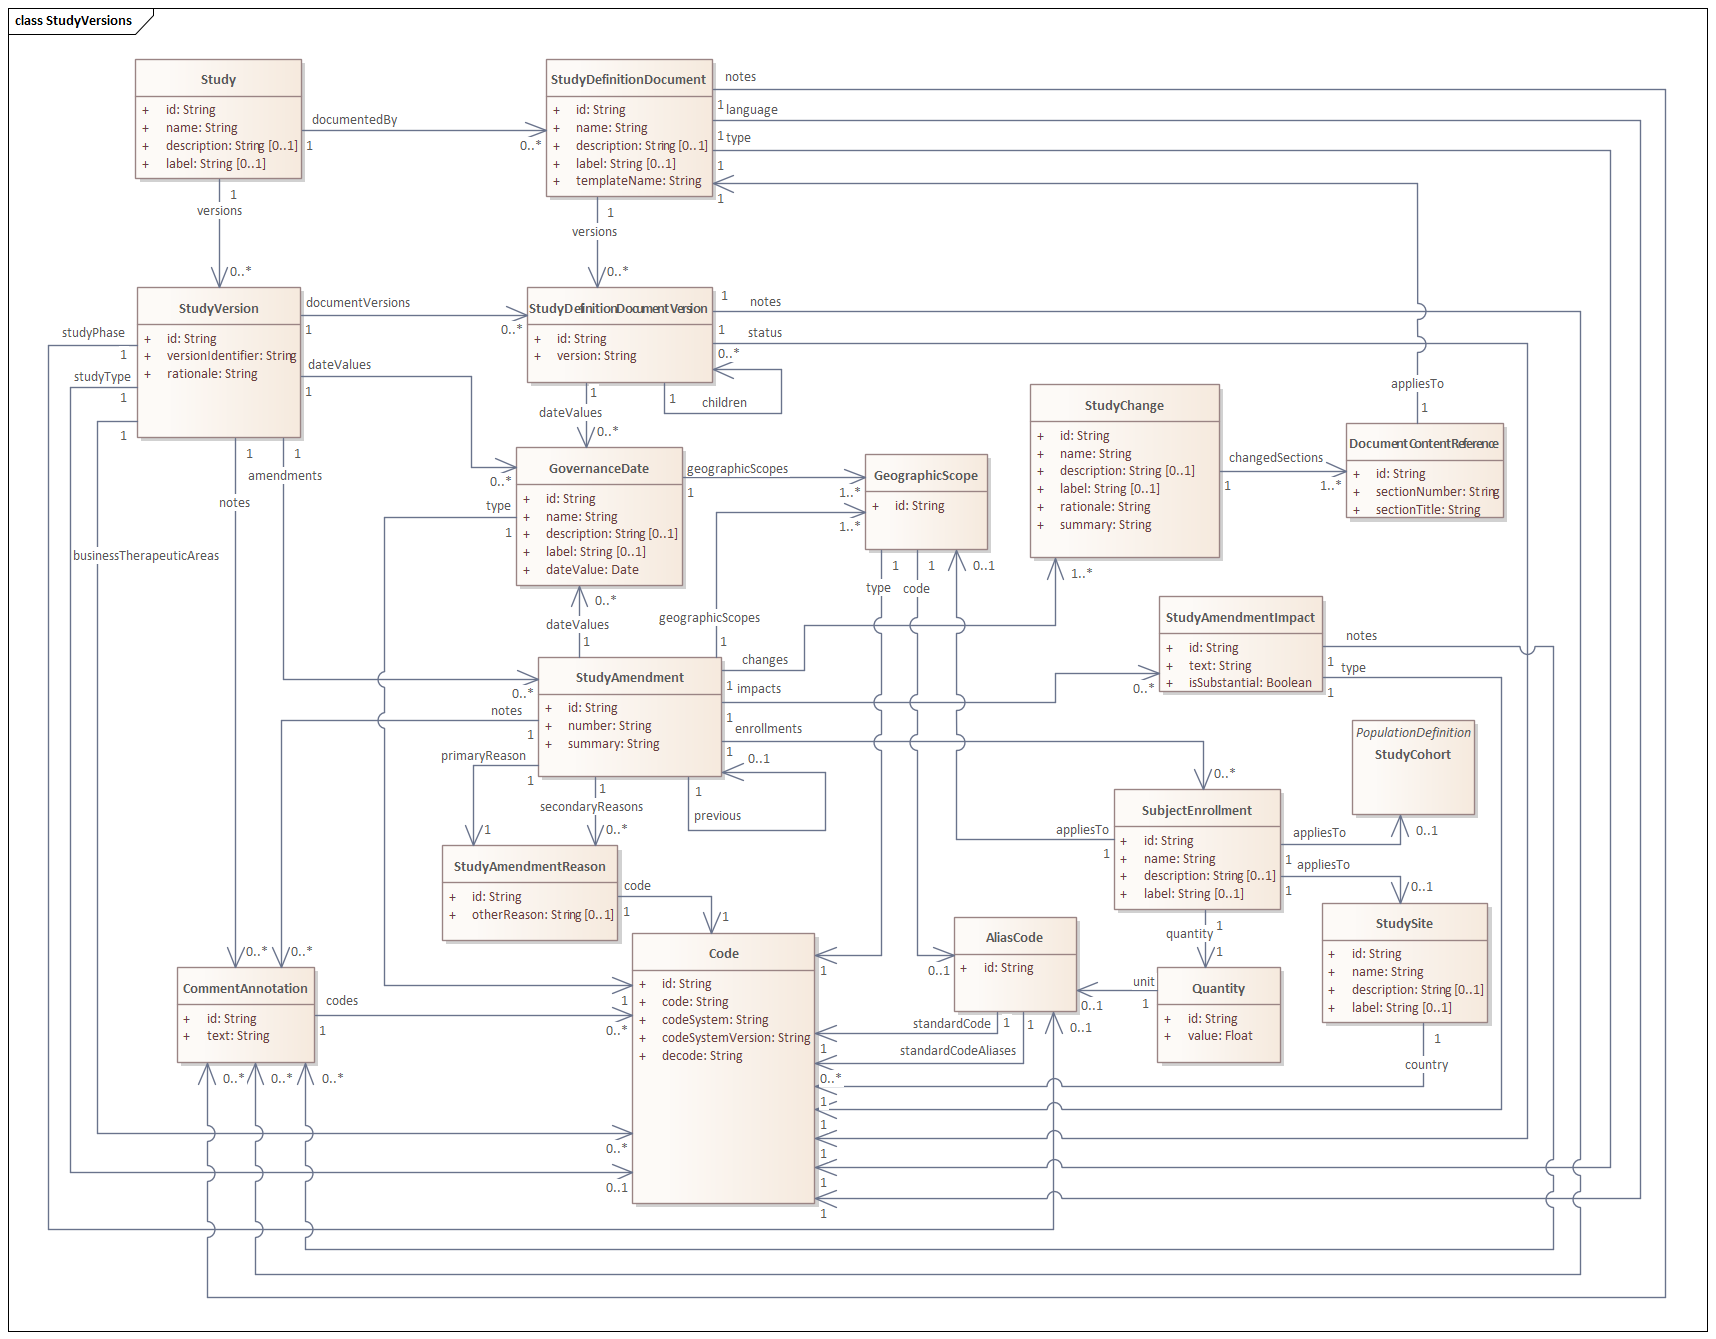 class StudyVersions
Study
+ id: String
+ name: String
+ description: String [0..1]
+ label: String [0..1]
documentedBy
1
0..*
StudyDefinitionDocument
+ id: String
+ name: String
+ description: String [0..1]
+ label: String [0..1]
+ templateName: String
notes
1
language
1
type
1
1
1
versions
0..*
1
versions
0..*
StudyVersion
+ id: String
+ versionIdentifier: String
+ rationale: String
documentVersions
1
0..*
dateValues
1
0..*
studyPhase
1
studyType
1
1
businessTherapeuticAreas
1
notes
1
amendments
StudyDefinitionDocumentVersion
+ id: String
+ version: String
1
notes
1
status
0..*
1
children
1
dateValues
0..*
GovernanceDate
+ id: String
+ name: String
+ description: String [0..1]
+ label: String [0..1]
+ dateValue: Date
type
1
geographicScopes
1
1..*
GeographicScope
+ id: String
1..*
1
type
1
code
0..1
StudyChange
+ id: String
+ name: String
+ description: String [0..1]
+ label: String [0..1]
+ rationale: String
+ summary: String
changedSections
1
1..*
appliesTo
1
DocumentContentReference
+ id: String
+ sectionNumber: String
+ sectionTitle: String
1..*
0..*
dateValues
1
geographicScopes
1
StudyAmendment
+ id: String
+ number: String
+ summary: String
0..*
notes
1
changes
1
impacts
1
enrollments
1
0..1
1
previous
primaryReason
1
1
1
secondaryReasons
0..*
StudyAmendmentImpact
+ id: String
+ text: String
+ isSubstantial: Boolean
0..*
notes
1
type
1
PopulationDefinition
StudyCohort
0..*
SubjectEnrollment
+ id: String
+ name: String
+ description: String [0..1]
+ label: String [0..1]
appliesTo
1
appliesTo
1
0..1
appliesTo
1
0..1
1
quantity
1
StudyAmendmentReason
+ id: String
+ otherReason: String [0..1]
code
1
1
StudySite
+ id: String
+ name: String
+ description: String [0..1]
+ label: String [0..1]
1
country
Code
+ id: String
+ code: String
+ codeSystem: String
+ codeSystemVersion: String
+ decode: String
AliasCode
+ id: String
0..1
0..1
unit
1
Quantity
+ id: String
+ value: Float
CommentAnnotation
+ id: String
+ text: String
0..*
0..*
codes
1
0..*
1
1
standardCode
1
1
standardCodeAliases
1
0..*
0..1
0..*
0..*
0..*
0..*
0..1
1
1
1
1
1